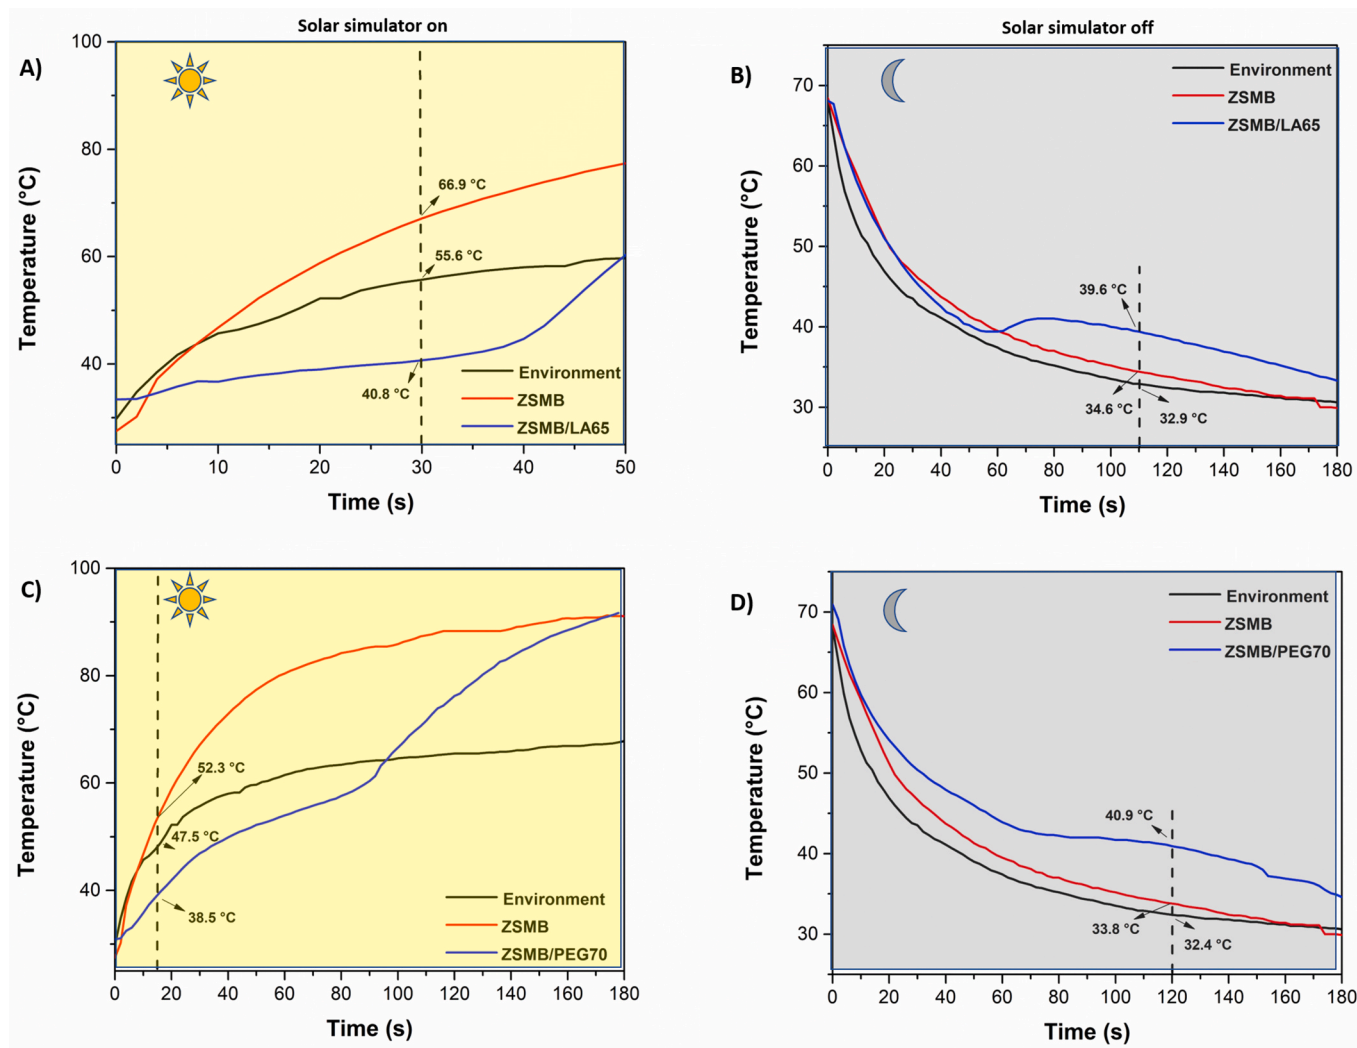 Solar simulator on
A)
100
80
60
40
0 10 20 30 40 50
Temperature (°C)
Time (s)
66.9 °C
55.6 °C
40.8 °C
Environment
ZSMB
ZSMB/LA65
Solar simulator off
B)
70
60
50
40
30
0 20 40 60 80 100 120 140 160 180
Temperature (°C)
Time (s)
Environment
ZSMB
ZSMB/LA65
39.6 °C
34.6 °C
32.9 °C
C)
100
80
60
40
0 20 40 60 80 100 120 140 160 180
Temperature (°C)
Time (s)
52.3 °C
47.5 °C
38.5 °C
Environment
ZSMB
ZSMB/PEG70
D)
70
60
50
40
30
0 20 40 60 80 100 120 140 160 180
Temperature (°C)
Time (s)
Environment
ZSMB
ZSMB/PEG70
40.9 °C
33.8 °C
32.4 °C